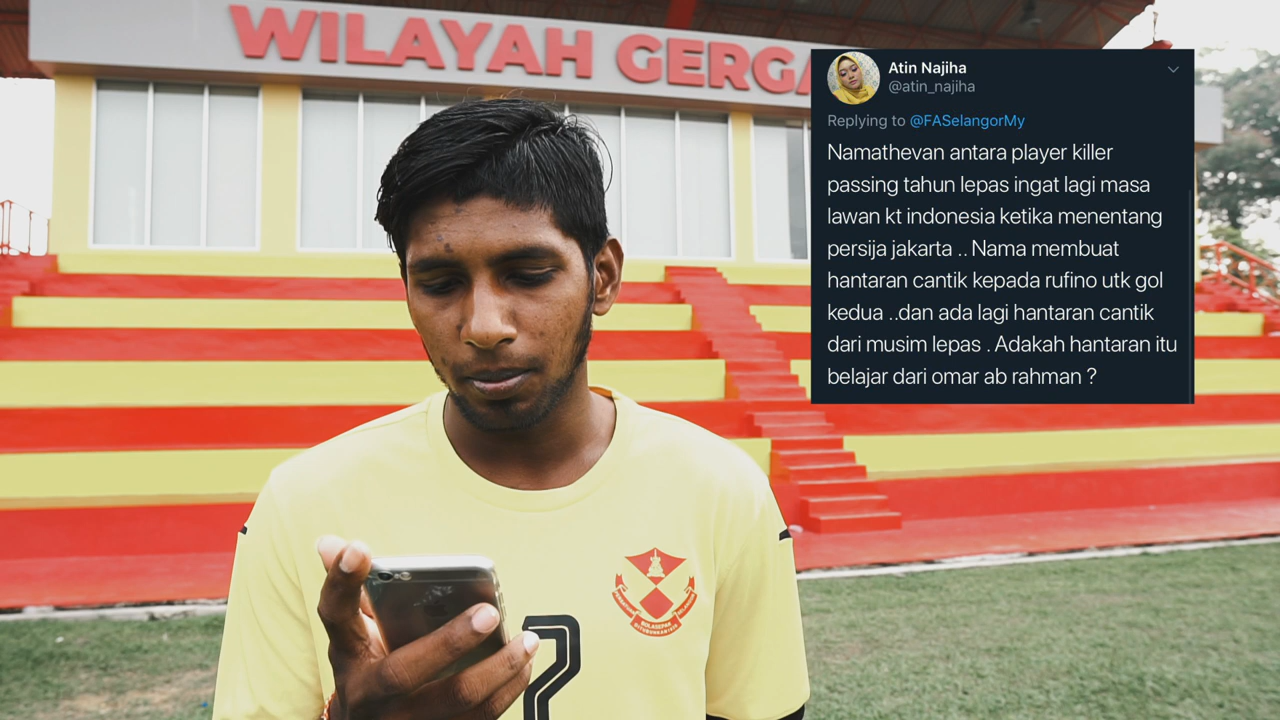 WILAYAH GERGA
Atin Najiha
@atin_najiha
Replying to @FASelangorMy
Namathevan antara player killer
passing tahun lepas ingat lagi masa
lawan kt indonesia ketika menentang
persija jakarta .. Nama membuat
hantaran cantik kepada rufino utk gol
kedua ..dan ada lagi hantaran cantik
dari musim lepas . Adakah hantaran itu
belajar dari omar ab rahman ?